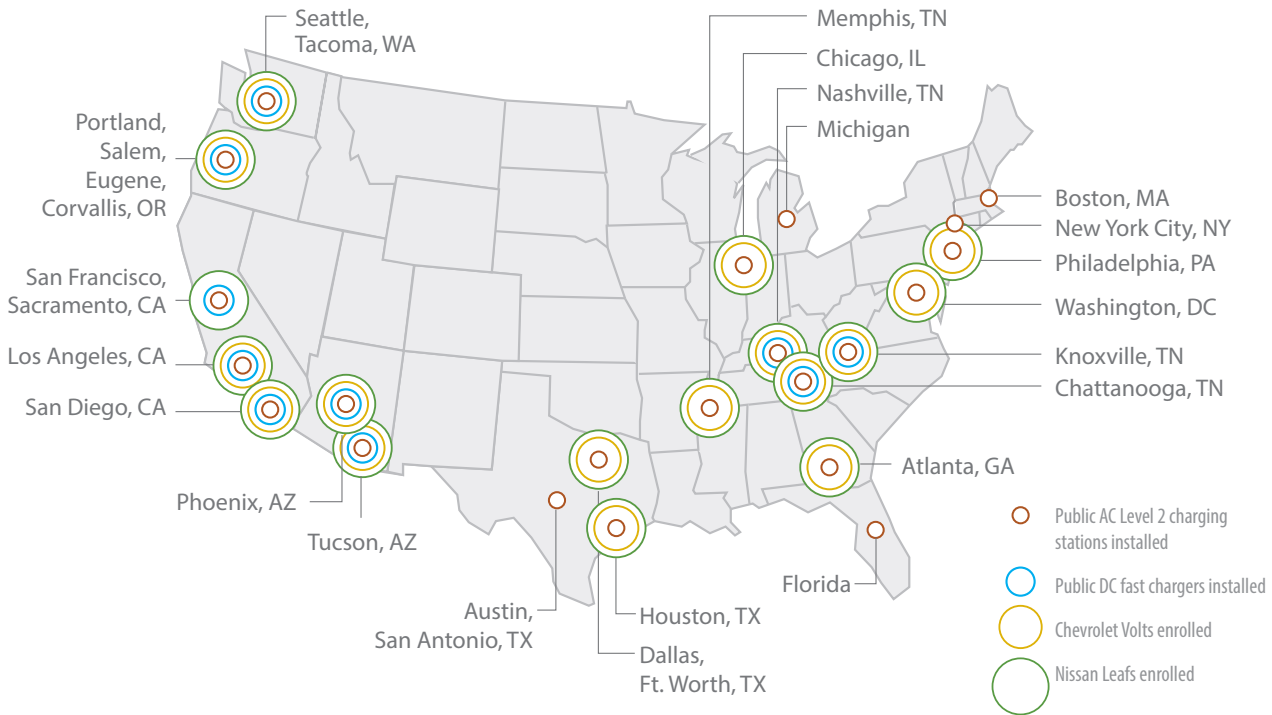 Seattle,
Tacoma, WA
Portland,
Salem,
Eugene,
Corvallis, OR
San Francisco,
Sacramento, CA
Los Angeles, CA
San Diego, CA
Phoenix, AZ
Tucson, AZ
Austin,
San Antonio, TX
Houston, TX
Dallas,
Ft. Worth, TX
Memphis, TN
Chicago, IL
Nashville, TN
Michigan
Boston, MA
New York City, NY
Philadelphia, PA
Washington, DC
Knoxville, TN
Chattanooga, TN
Atlanta, GA
Florida
Public AC Level 2 charging
stations installed
Public DC fast chargers installed
Chevrolet Volts enrolled
Nissan Leafs enrolled